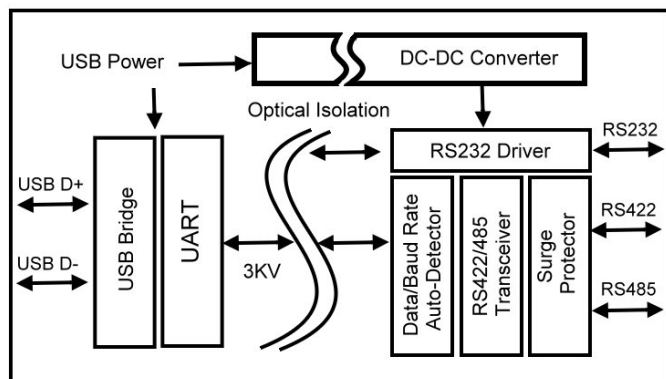 USB Power
DC-DC Converter
Optical Isolation
RS232 Driver
RS232
USB D+
USB D-
USB Bridge
UART
3KV
Data/Baud Rate
Auto-Detector
RS422/485
Transceiver
Surge
Protector
RS422
RS485